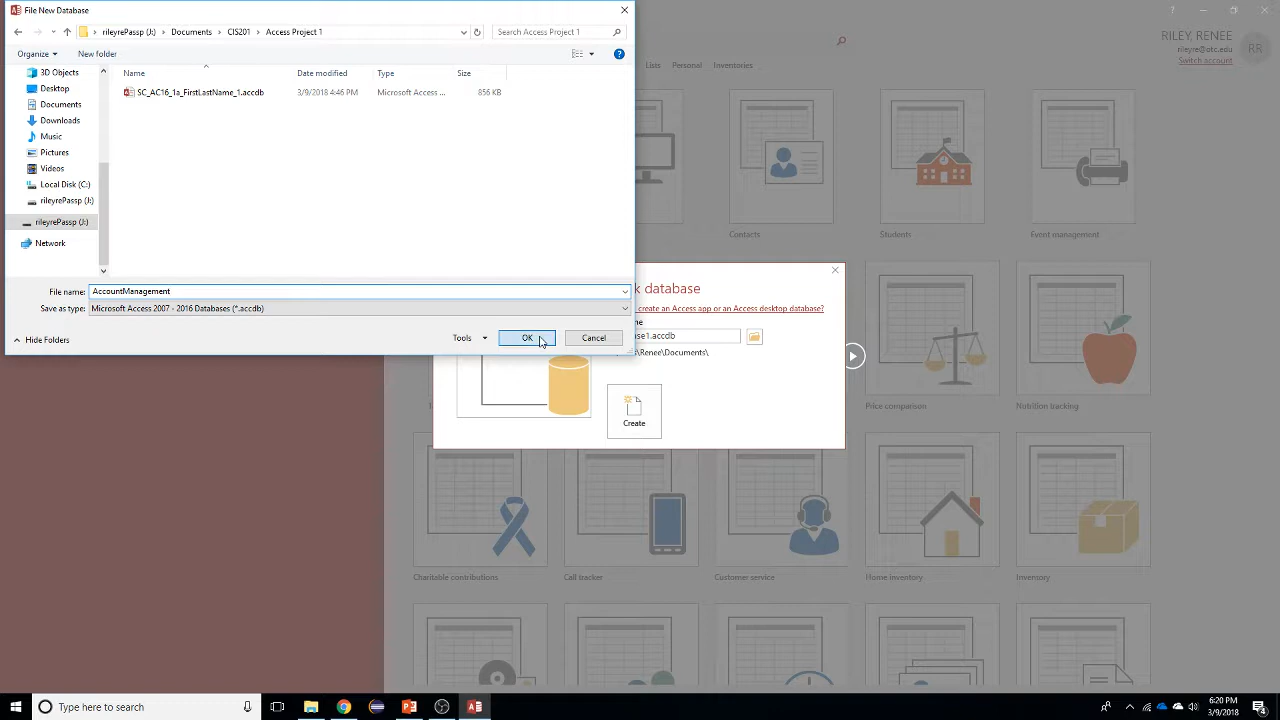 File New Database
rileyrePassp (J:) > Documents > CIS201 > Access Project 1
Search Access Project 1
Organize
New folder
Name
Date modified
Type
Size
SC_AC16_1a_FirstLastName_1.accdb
3/9/2018 4:46 PM
Microsoft Access ...
856 KB
3D Objects
Desktop
Documents
Downloads
Music
Pictures
Videos
Local Disk (C:)
rileyrePassp (J:)
rileyrePassp (J:)
Network
File name:
AccountManagement
Save as type:
Microsoft Access 2007 - 2016 Databases (*.accdb)
Hide Folders
Tools
OK
Cancel
RILEY, RENEE
rileyre@otc.edu
RR
Switch account
Lists
Personal
Inventories
Contacts
Students
Event management
k database
create an Access app or an Access desktop database?
me
ase1.accdb
\Renee\Documents\
Create
Price comparison
Nutrition tracking
Charitable contributions
Call tracker
Customer service
Home inventory
Inventory
Type here to search
6:20 PM
3/9/2018